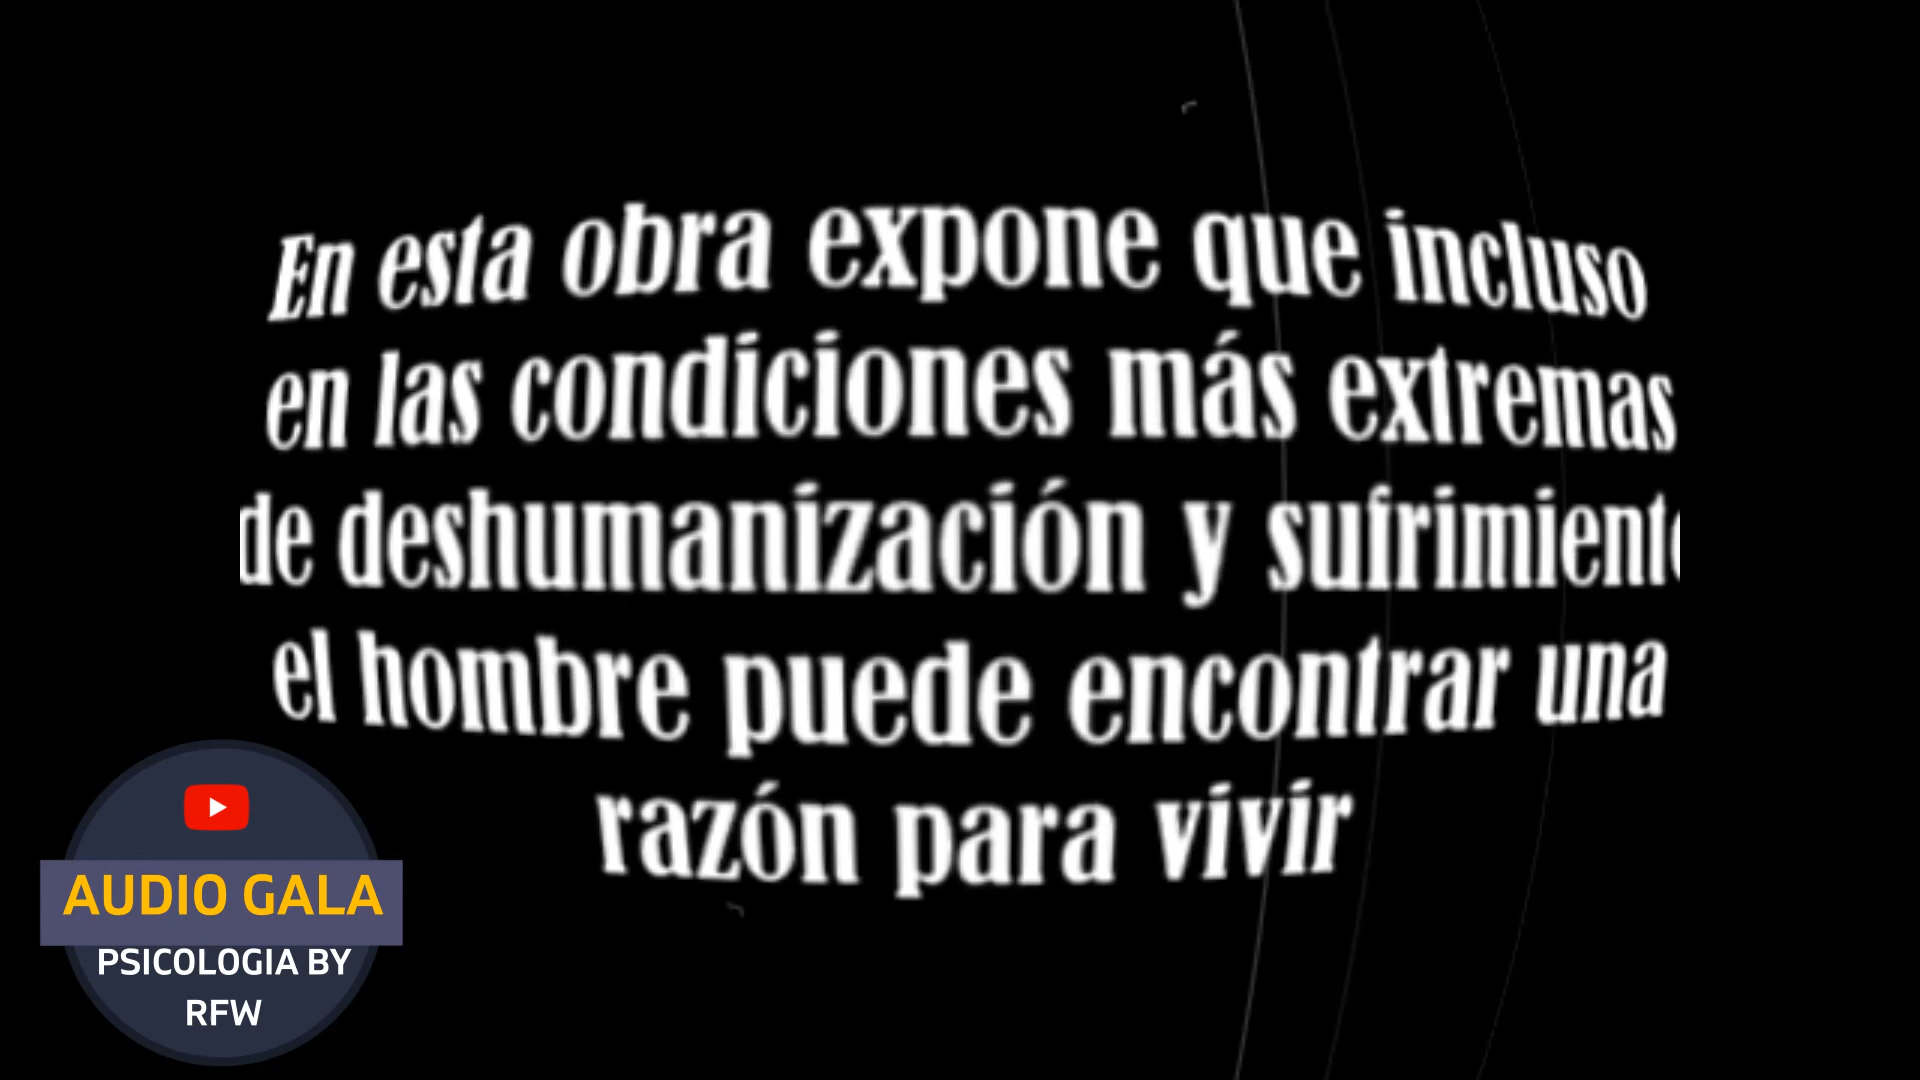 En esta obra expone que incluso
en las condiciones más extremas
de deshumanización y sufrimiento
el hombre puede encontrar una
razón para vivir
AUDIO GALA
PSICOLOGIA BY
RFW